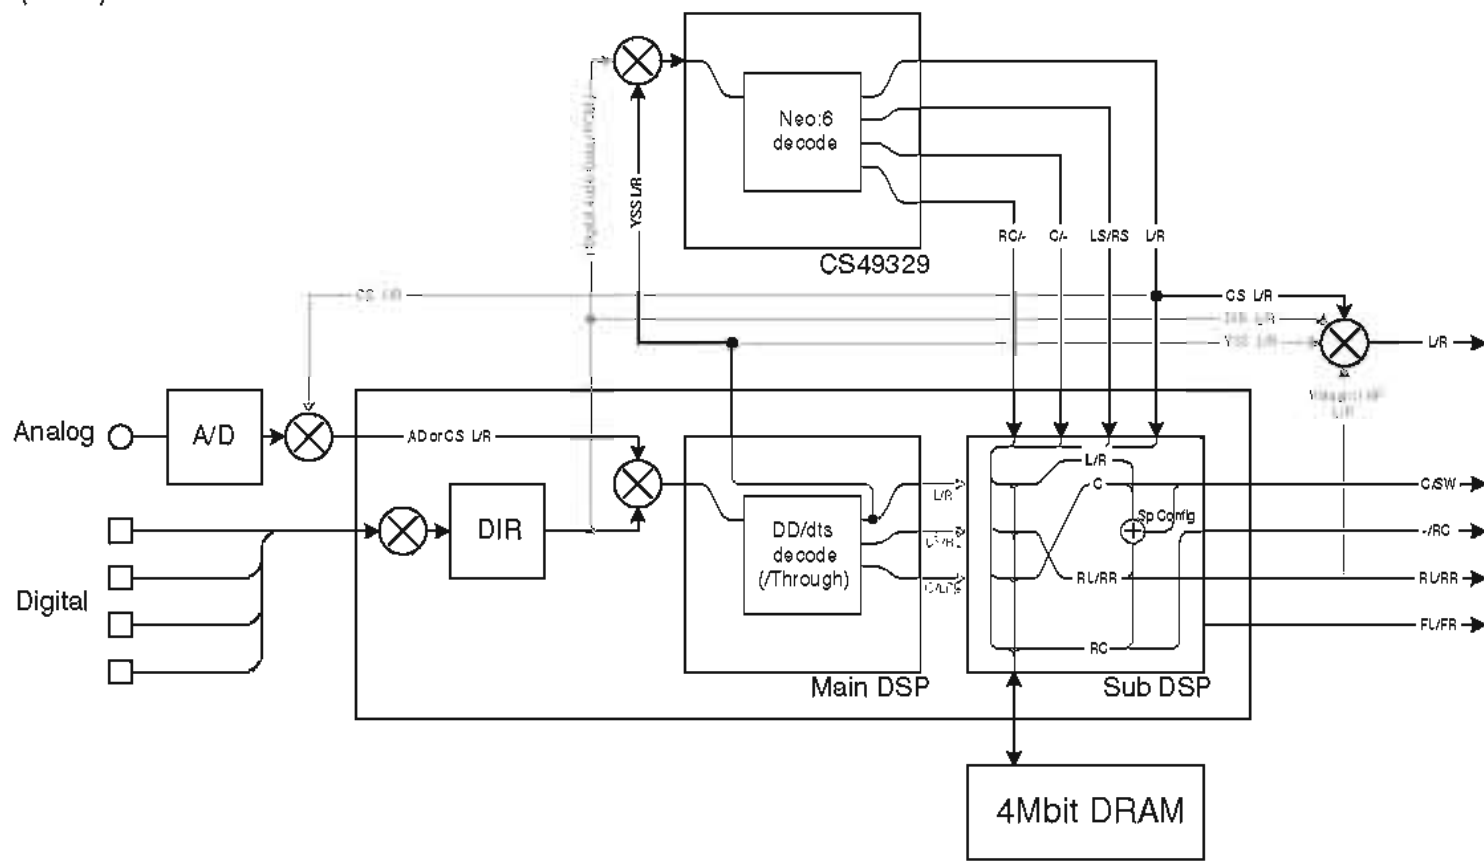 Neo:6
decode
YSS L/R
RC/-
C/-
LS/RS
L/R
CS49329
CS L/R
CS L/R
L/R
YSS L/R
L/R
Analog
A/D
AD or CS L/R
L/R
C
L/R
C/SW
DIR
DD/dts
decode
(/Through)
Sp Config
-/RC
Digital
RL/RR
RL/RR
FL/FR
RC
Main DSP
Sub DSP
4Mbit DRAM